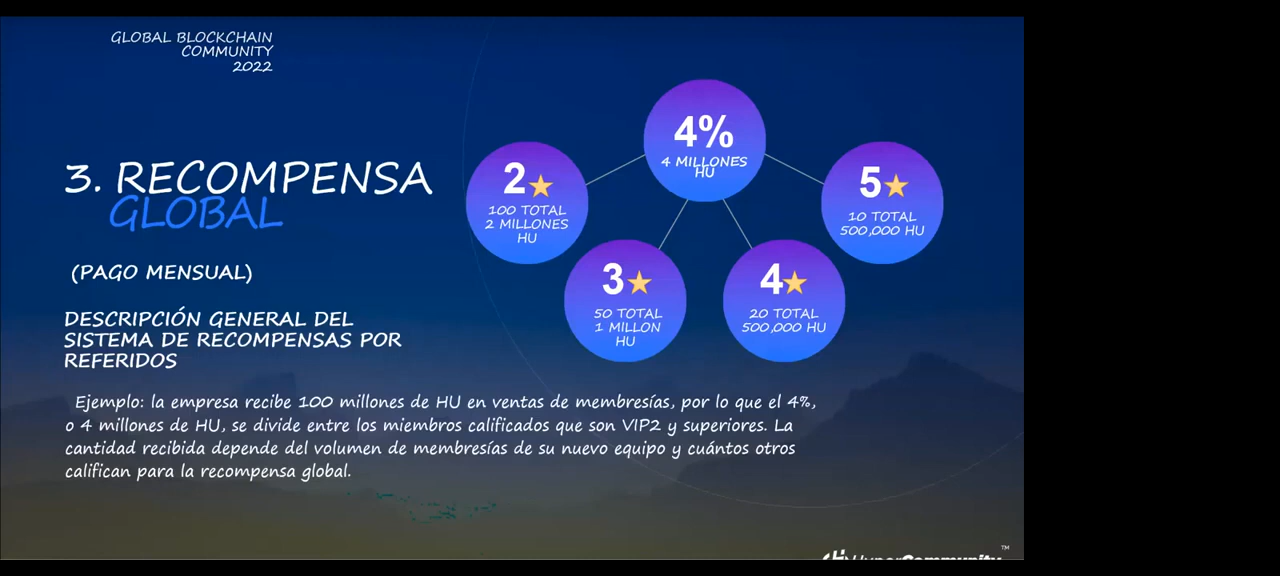 GLOBAL BLOCKCHAIN
COMMUNITY
2022
3. RECOMPENSA
GLOBAL
(PAGO MENSUAL)
DESCRIPCIÓN GENERAL DEL
SISTEMA DE RECOMPENSAS POR
REFERIDOS
4%
4 MILLONES
HU
2
100 TOTAL
2 MILLONES
HU
3
50 TOTAL
1 MILLON
HU
4
20 TOTAL
500,000 HU
5
10 TOTAL
500,000 HU
Ejemplo: la empresa recibe 100 millones de HU en ventas de membresías, por lo que el 4%,
o 4 millones de HU, se divide entre los miembros calificados que son VIP2 y superiores. La
cantidad recibida depende del volumen de membresías de su nuevo equipo y cuántos otros
califican para la recompensa global.
HyperCommunity™